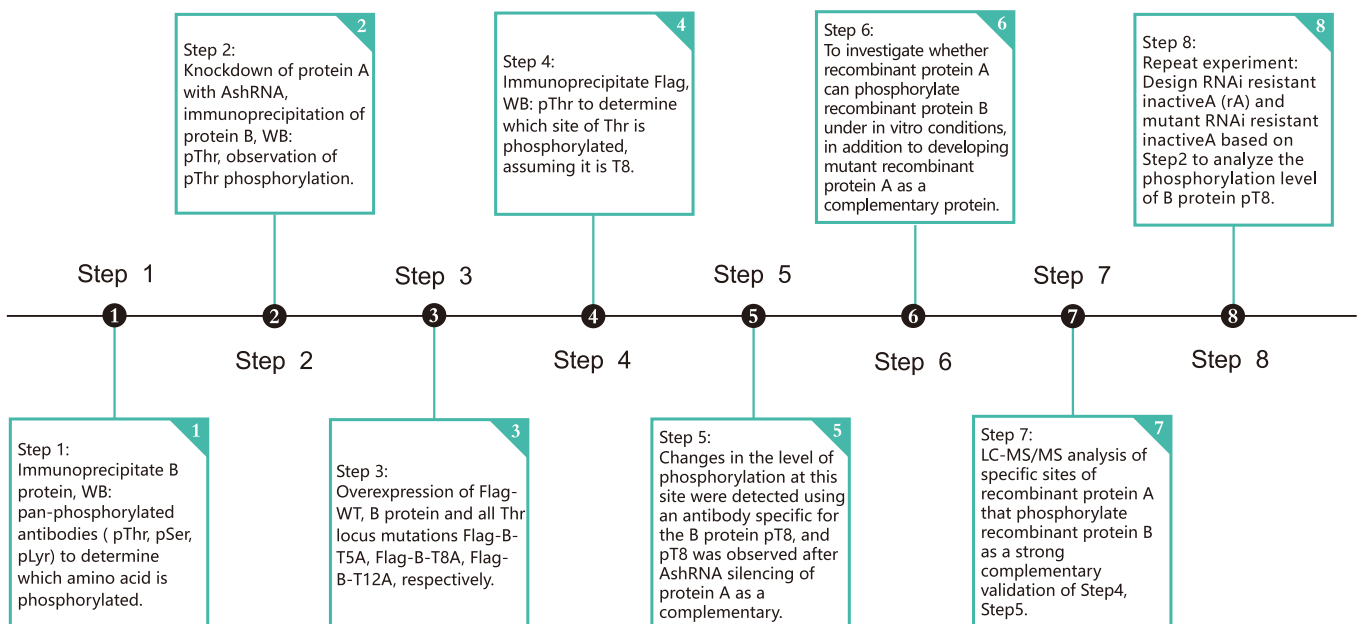 2
Step 2:
Knockdown of protein A
with AshRNA,
immunoprecipitation of
protein B, WB:
pThr, observation of
pThr phosphorylation.
4
Step 4:
Immunoprecipitate Flag,
WB: pThr to determine
which site of Thr is
phosphorylated,
assuming it is T8.
6
Step 6:
To investigate whether
recombinant protein A
can phosphorylate
recombinant protein B
under in vitro conditions,
in addition to developing
mutant recombinant
protein A as a
complementary protein.
8
Step 8:
Repeat experiment:
Design RNAi resistant
inactiveA (rA) and
mutant RNAi resistant
inactiveA based on
Step2 to analyze the
phosphorylation level
of B protein pT8.
Step 1
Step 3
Step 5
Step 7
1
2
3
4
5
6
7
8
Step 2
Step 4
Step 6
Step 8
1
Step 1:
Immunoprecipitate B
protein, WB:
pan-phosphorylated
antibodies ( pThr, pSer,
pLyr) to determine
which amino acid is
phosphorylated.
3
Step 3:
Overexpression of Flag-
WT, B protein and all Thr
locus mutations Flag-B-
T5A, Flag-B-T8A, Flag-
B-T12A, respectively.
5
Step 5:
Changes in the level of
phosphorylation at this
site were detected using
an antibody specific for
the B protein pT8, and
pT8 was observed after
AshRNA silencing of
protein A as a
complementary.
7
Step 7:
LC-MS/MS analysis of
specific sites of
recombinant protein A
that phosphorylate
recombinant protein B
as a strong
complementary
validation of Step4,
Step5.